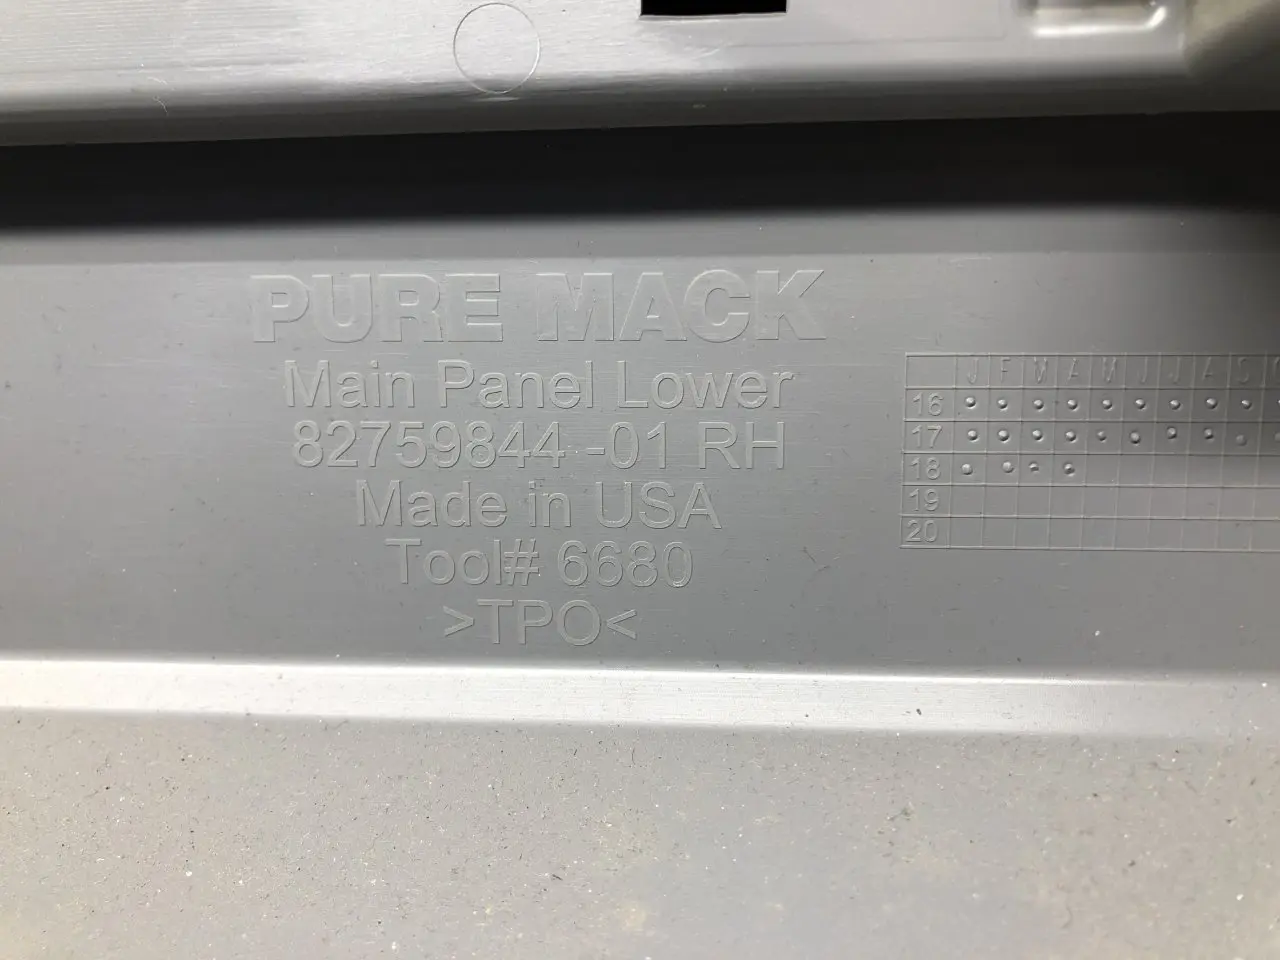 PURE MACK
Main Panel Lower
82759844 -01 RH
Made in USA
Tool# 6680
>TPO<
J F M A M J J A S
16
17
18
19
20